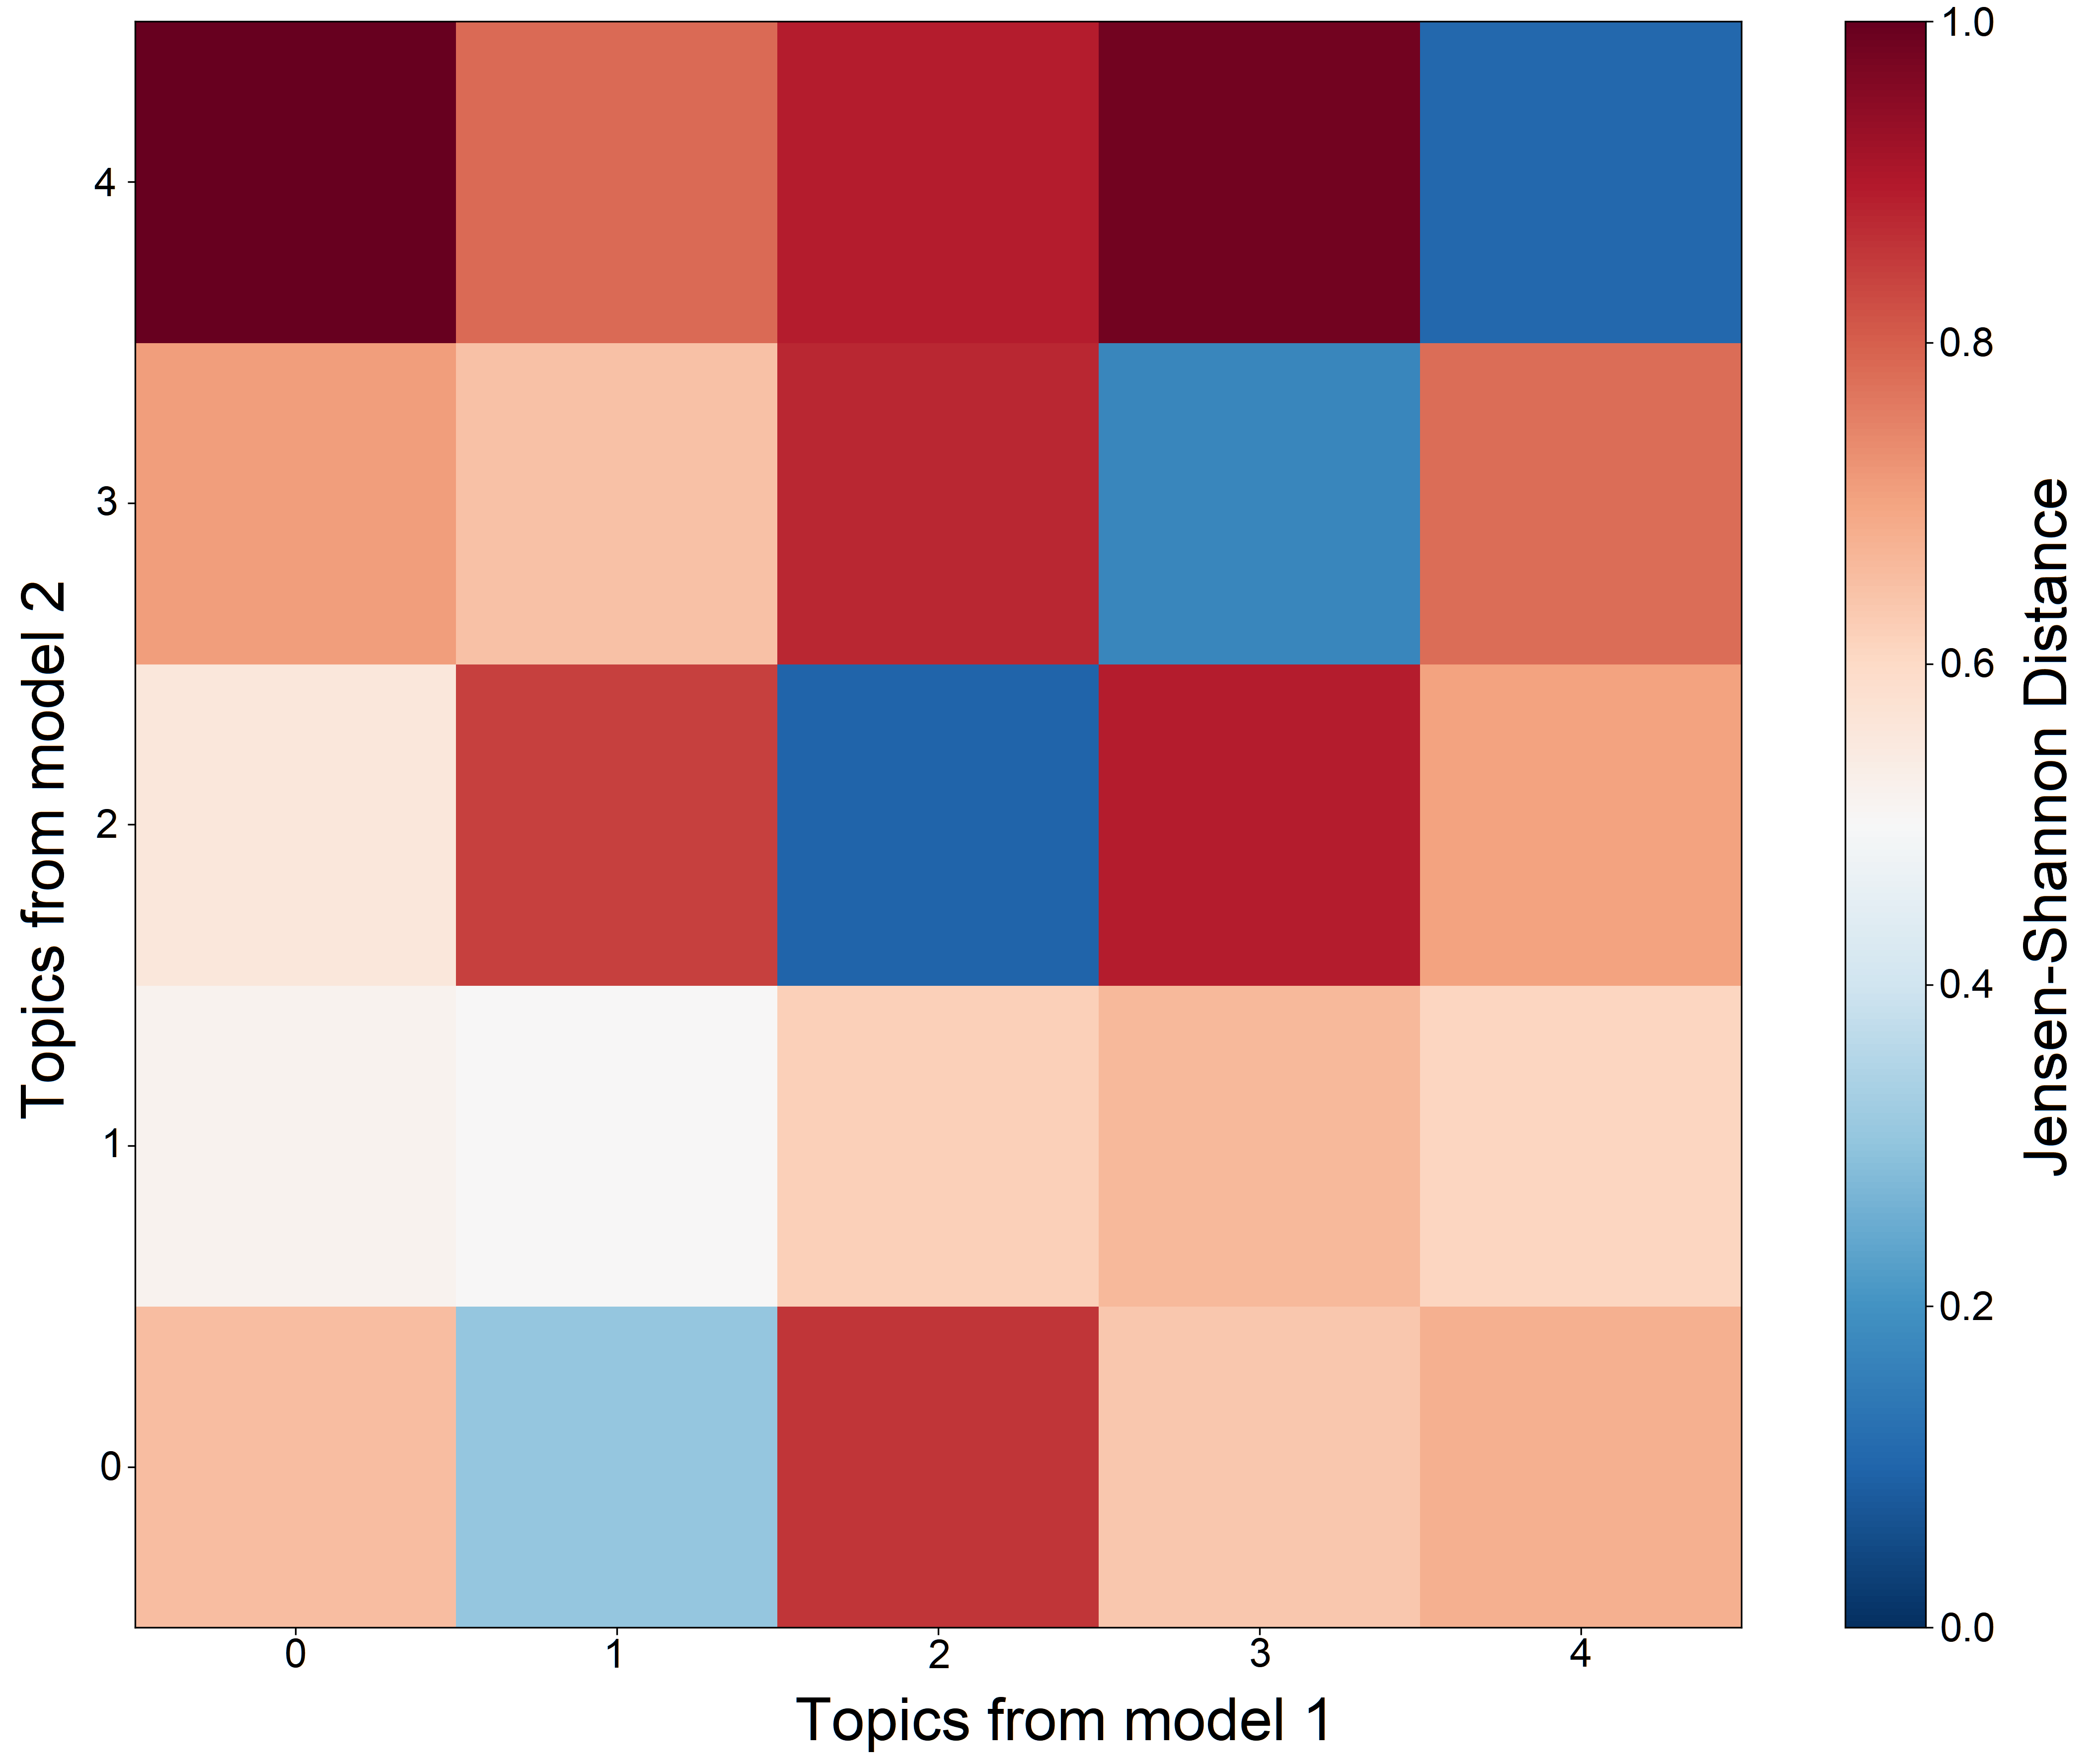 Topics from model 2
4
3
2
1
0
0 1 2 3 4
Topics from model 1
1.0
0.8
0.6
0.4
0.2
0.0
Jensen-Shannon Distance